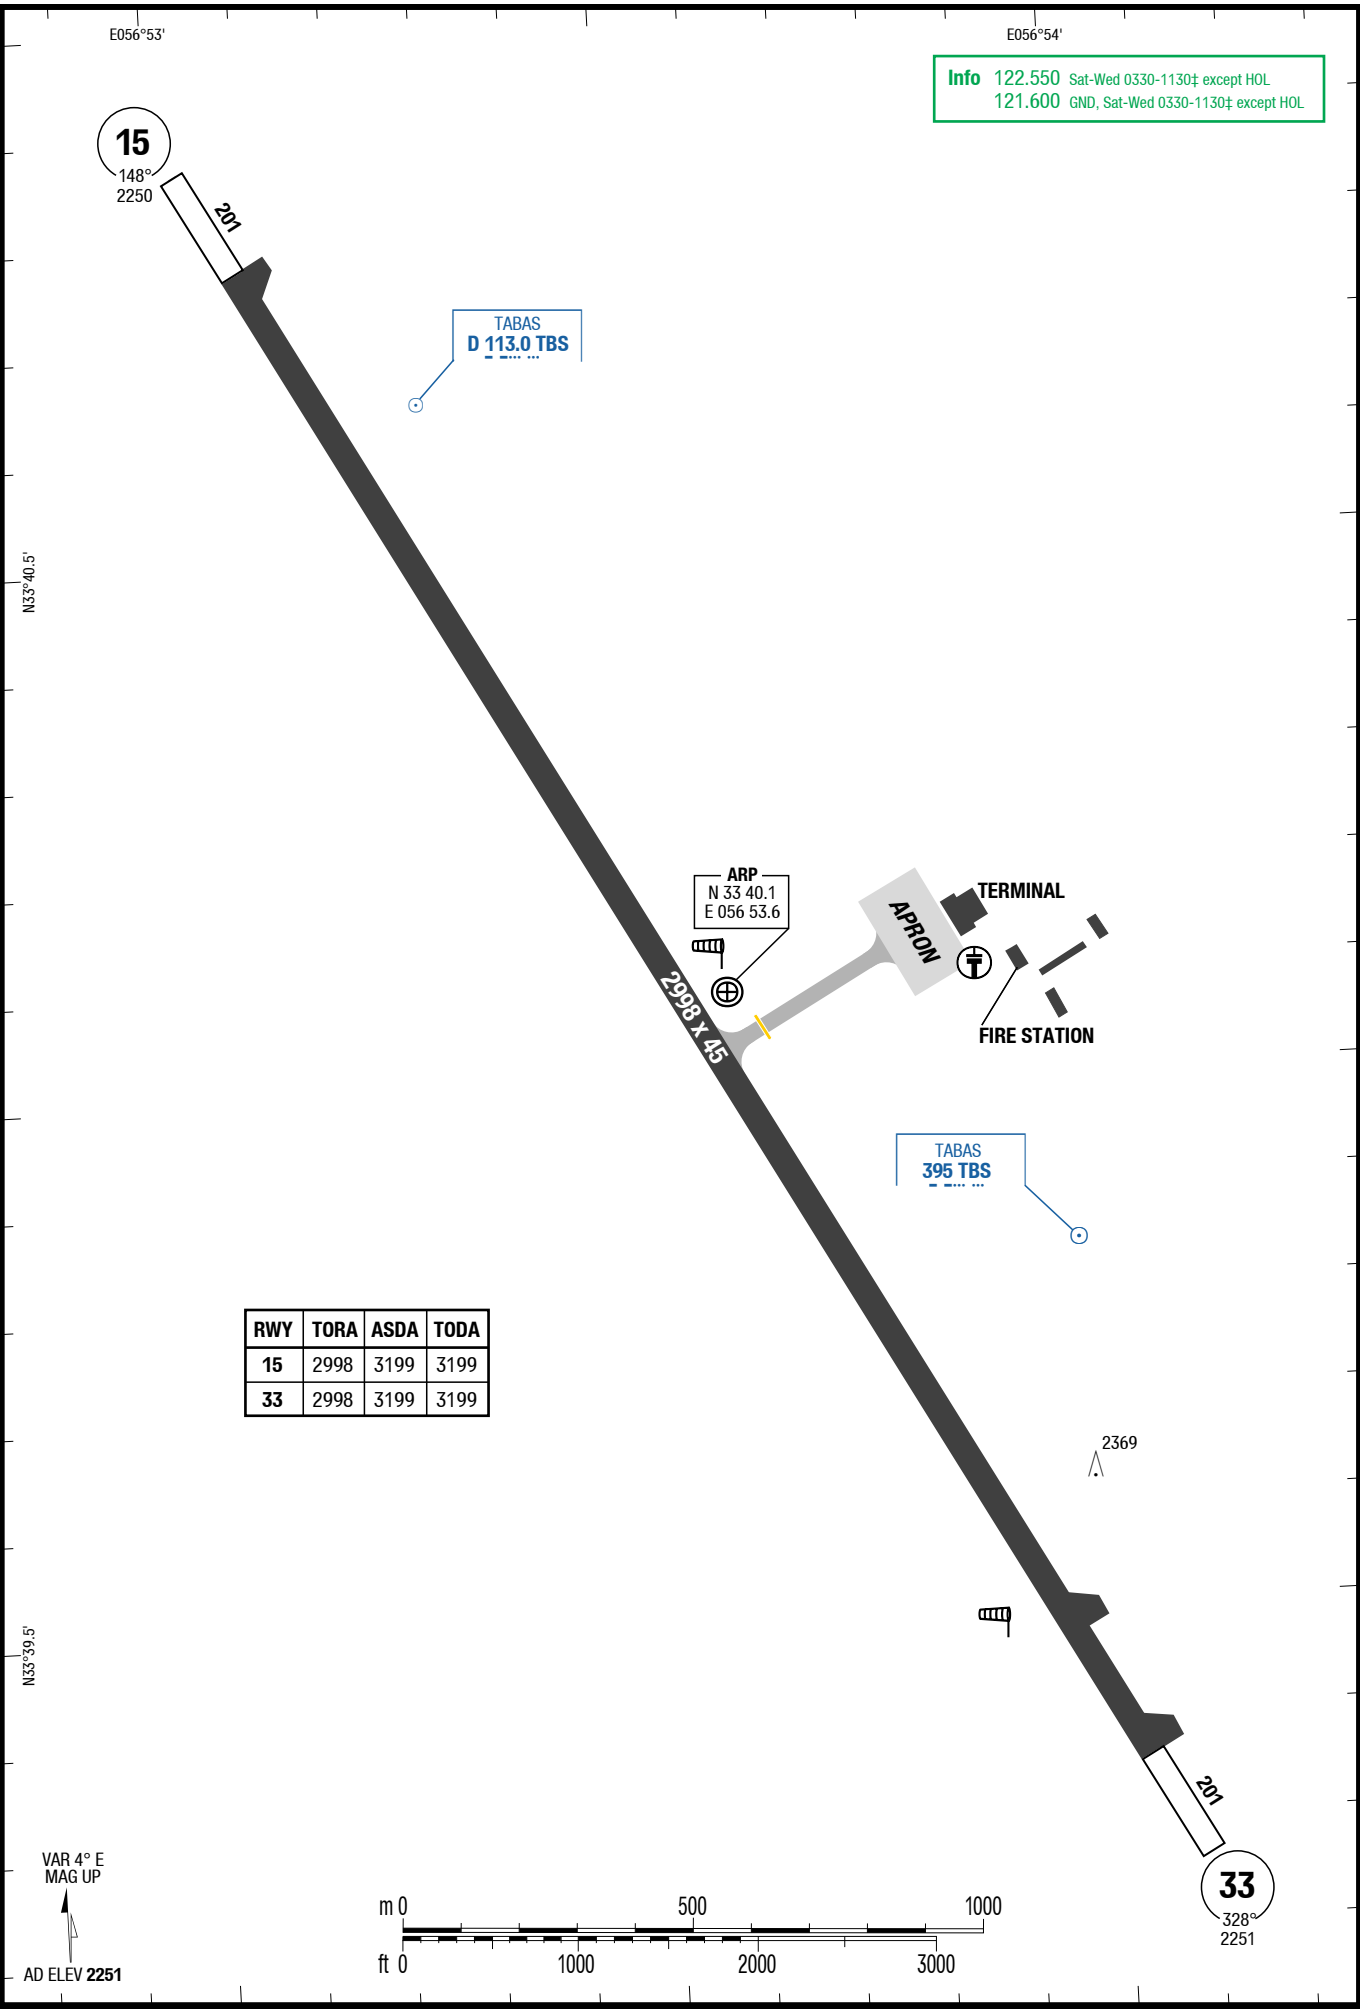 E056°53'
E056°54'
Info 122.550 Sat-Wed 0330-1130‡ except HOL
121.600 GND, Sat-Wed 0330-1130‡ except HOL
15
148°
2250
201
TABAS
D 113.0 TBS
N33°40.5'
ARP
N 33 40.1
E 056 53.6
TERMINAL
APRON
2998 x 45
FIRE STATION
TABAS
395 TBS
RWY TORA ASDA TODA
15 2998 3199 3199
33 2998 3199 3199
2369
N33°39.5'
201
33
328°
2251
VAR 4° E
MAG UP
AD ELEV 2251
m 0 500 1000
ft 0 1000 2000 3000